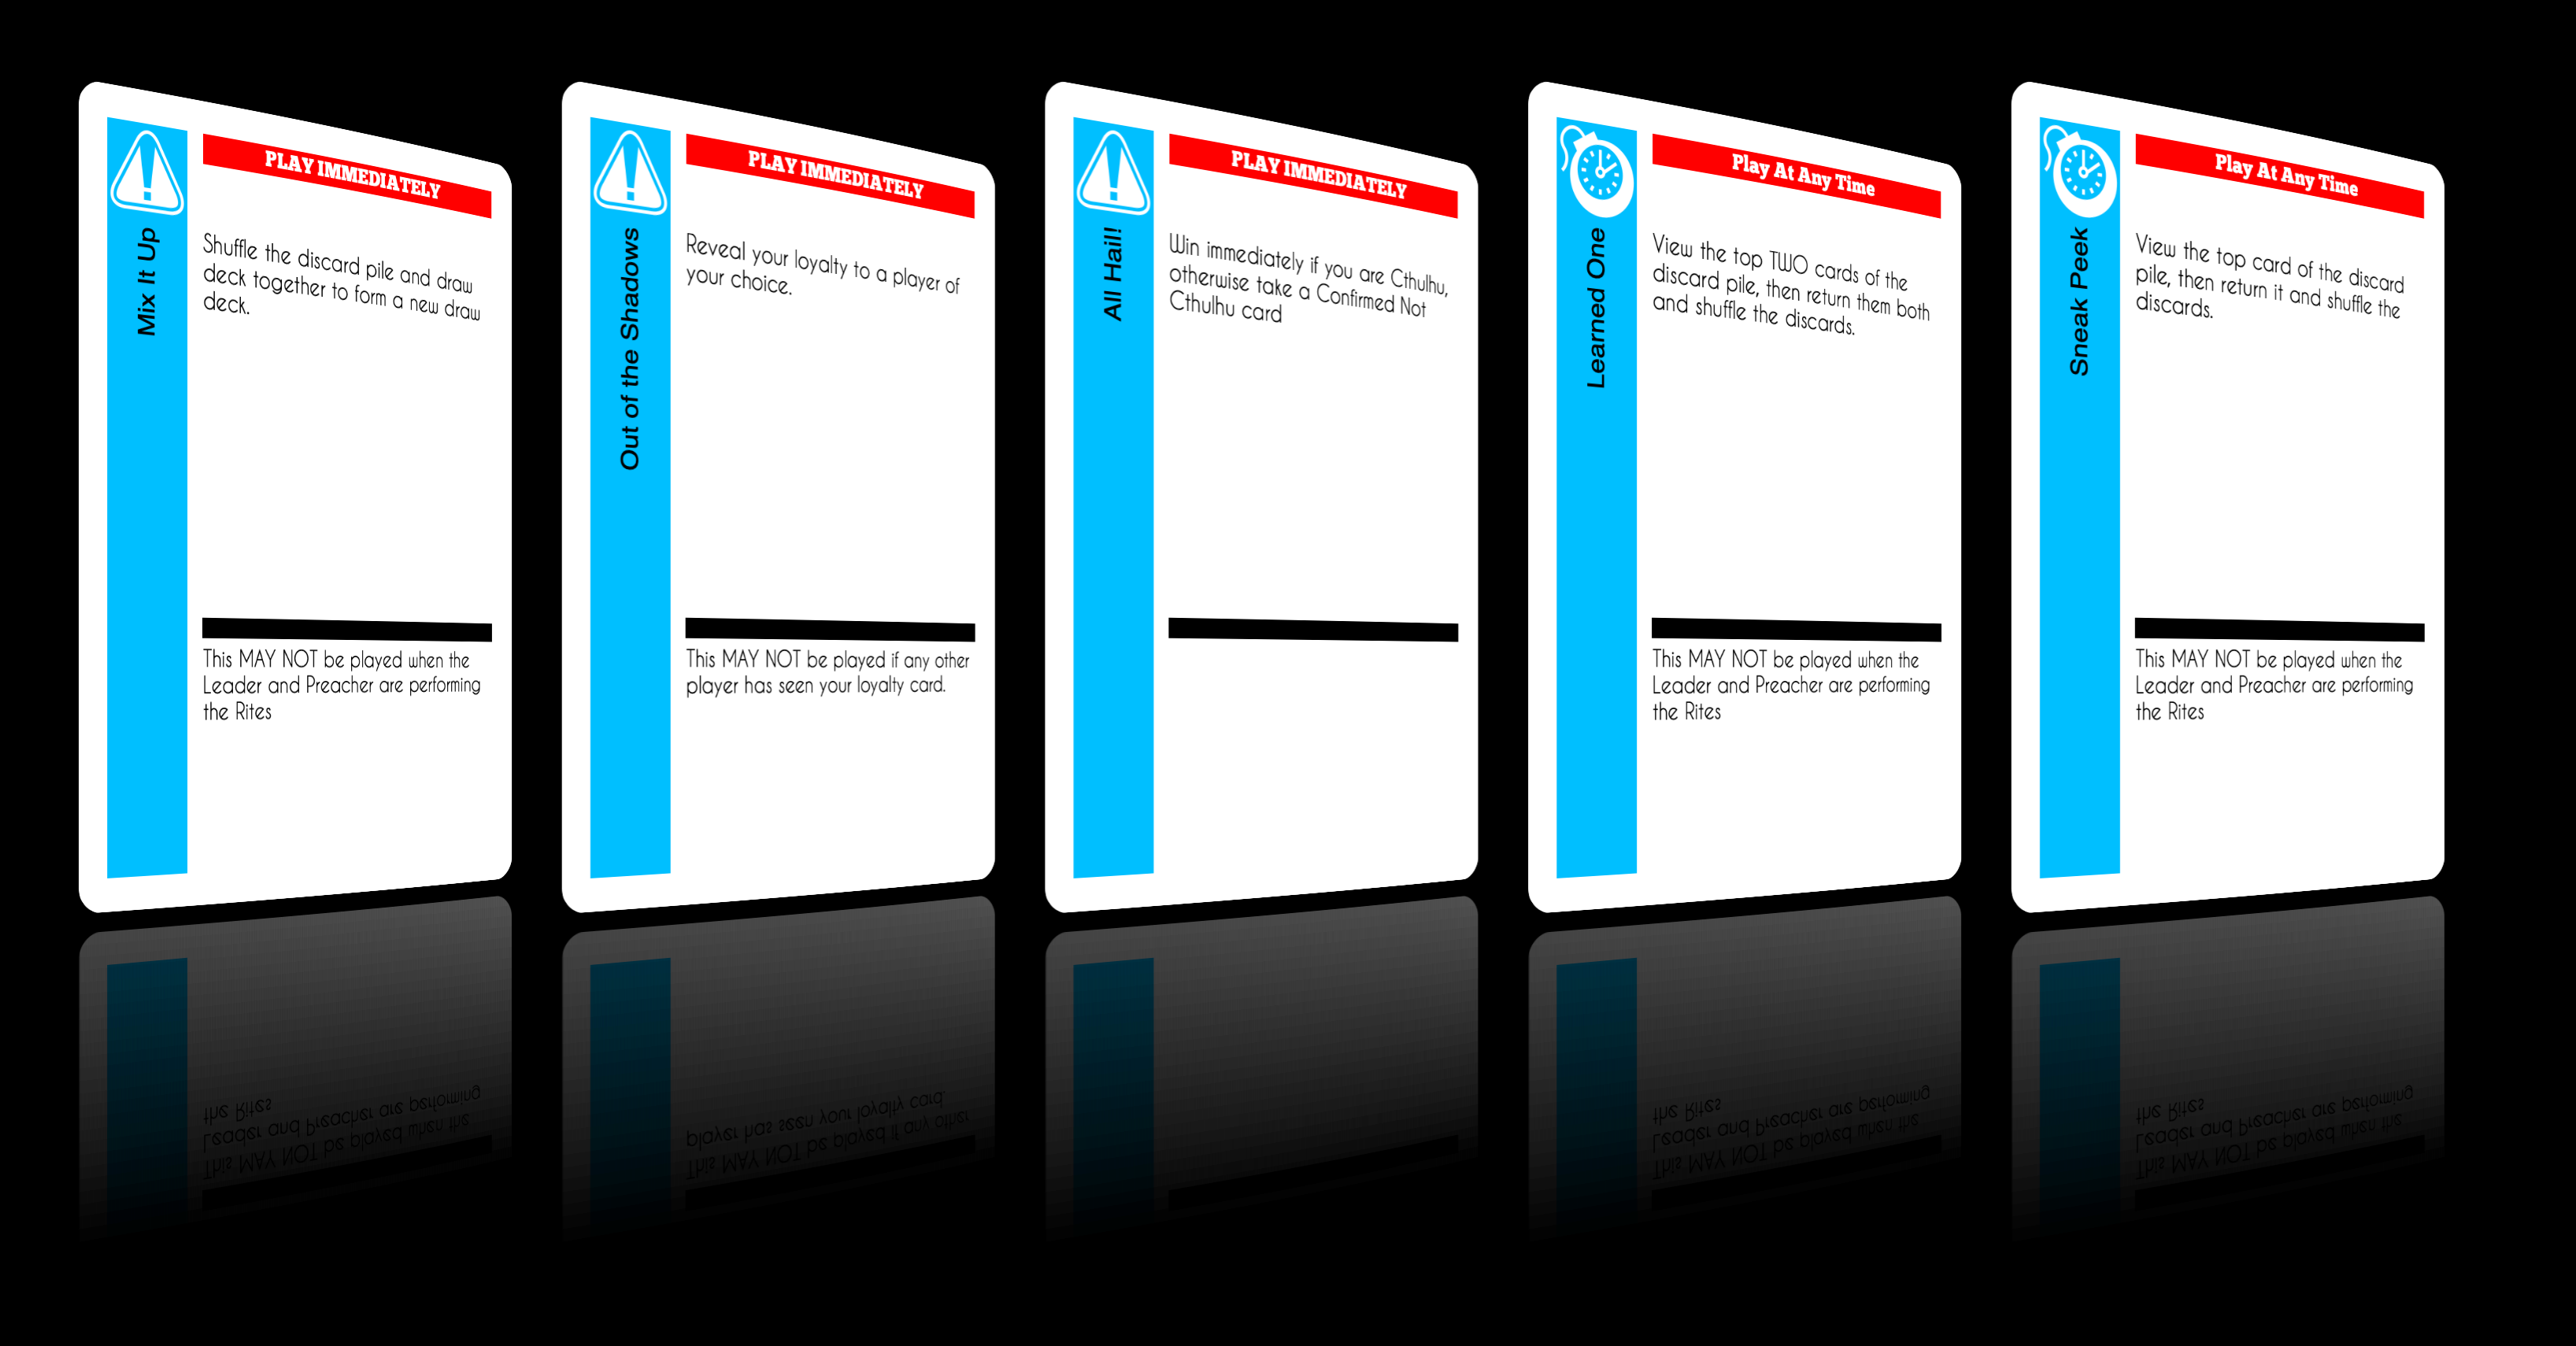 Mix It Up
PLAY IMMEDIATELY
Shuffle the discard pile and draw
deck together to form a new draw
deck.
This MAY NOT be played when the
Leader and Preacher are performing
the Rites
Out of the Shadows
PLAY IMMEDIATELY
Reveal your loyalty to a player of
your choice.
This MAY NOT be played if any other
player has seen your loyalty card.
All Hail!
PLAY IMMEDIATELY
Win immediately if you are Cthulhu,
otherwise take a Confirmed Not
Cthulhu card
Learned One
Play At Any Time
View the top TWO cards of the
discard pile, then return them both
and shuffle the discards.
This MAY NOT be played when the
Leader and Preacher are performing
the Rites
Sneak Peek
Play At Any Time
View the top card of the discard
pile, then return it and shuffle the
discards.
This MAY NOT be played when the
Leader and Preacher are performing
the Rites